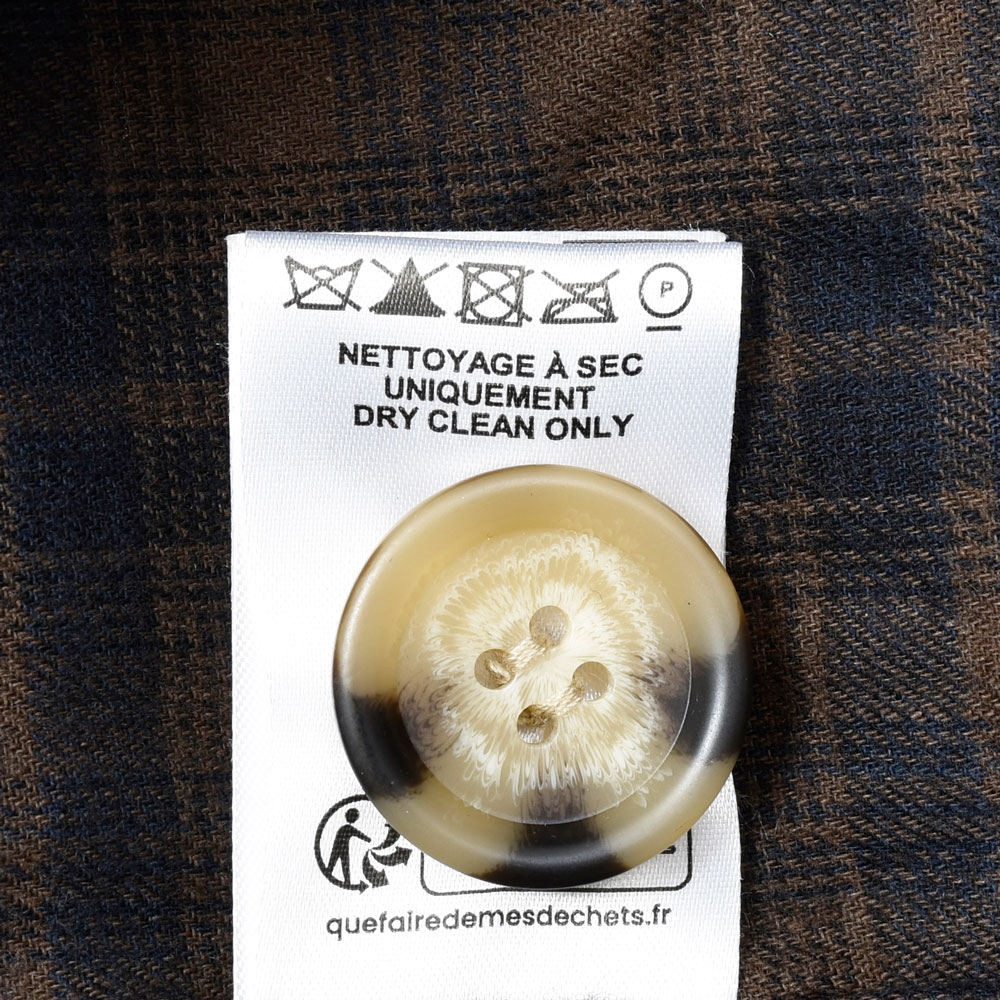 P
NETTOYAGE À SEC
UNIQUEMENT
DRY CLEAN ONLY
quefairedemesdechets.fr